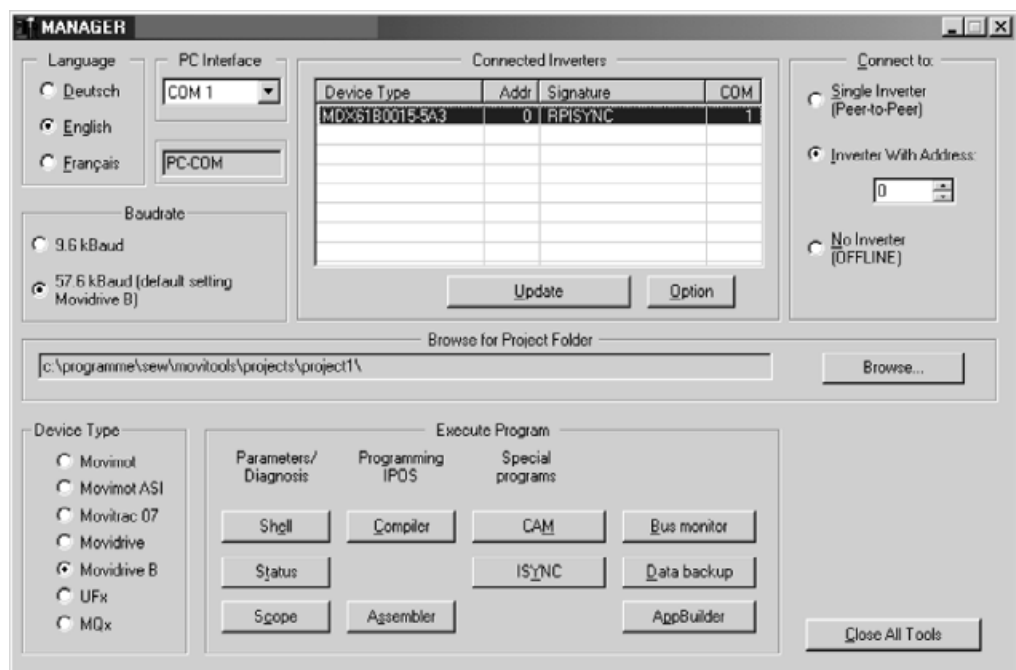 MANAGER
Language
Deutsch
English
Français
PC Interface
COM 1
PC-COM
Baudrate
9.6 kBaud
57.6 kBaud (default setting
Movidrive B)
Connected Inverters
Device Type Addr Signature COM
MDX61B0015-5A3 0 RPISYNC 1
Update Option
Connect to:
Single Inverter
(Peer-to-Peer)
Inverter With Address:
0
No Inverter
(OFFLINE)
Browse for Project Folder
c:\programme\sew\movitools\projects\project1\
Browse...
Device Type
Movimot
Movimot ASI
Movitrac 07
Movidrive
Movidrive B
UFx
MQx
Execute Program
Parameters/
Diagnosis
Programming
IPOS
Special
programs
Shell Compiler CAM Bus monitor
Status ISYNC Data backup
Scope Assembler AppBuilder
Close All Tools